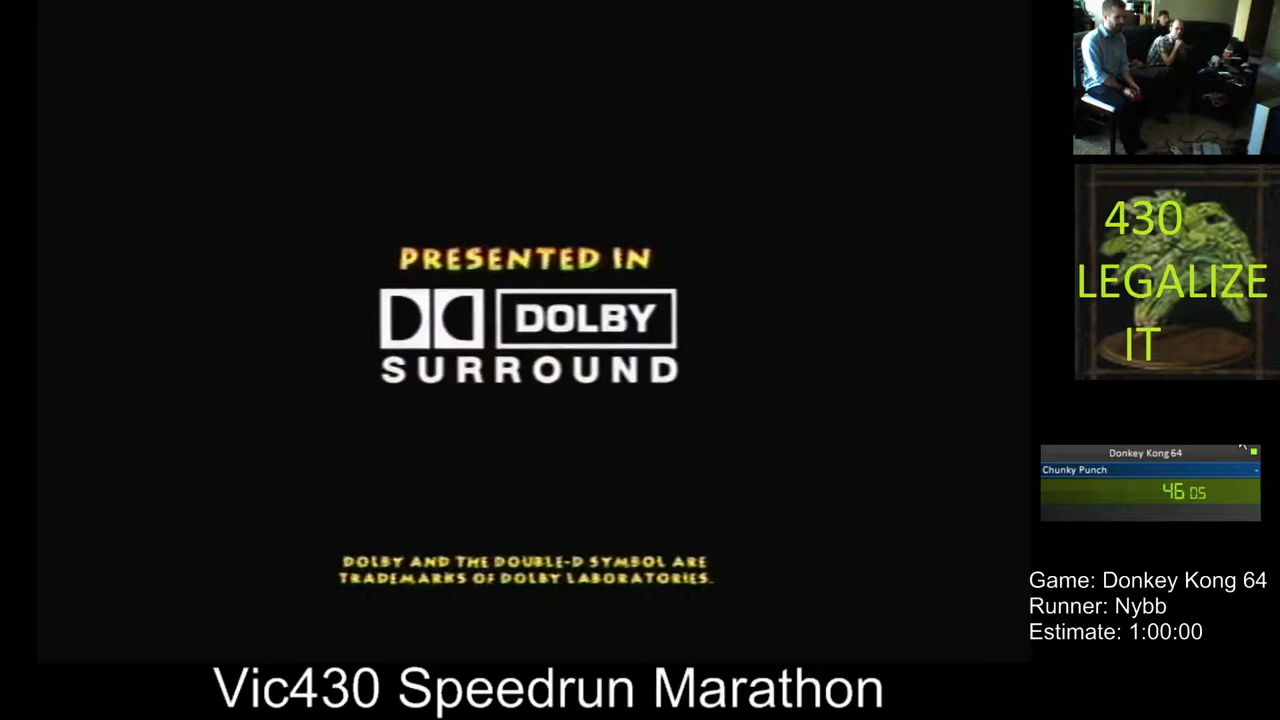 PRESENTED IN
DOLBY
SURROUND
DOLBY AND THE DOUBLE-D SYMBOL ARE
TRADEMARKS OF DOLBY LABORATORIES.
430
LEGALIZE
IT
Donkey Kong 64
Chunky Punch -
46 05
Game: Donkey Kong 64
Runner: Nybb
Estimate: 1:00:00
Vic430 Speedrun Marathon